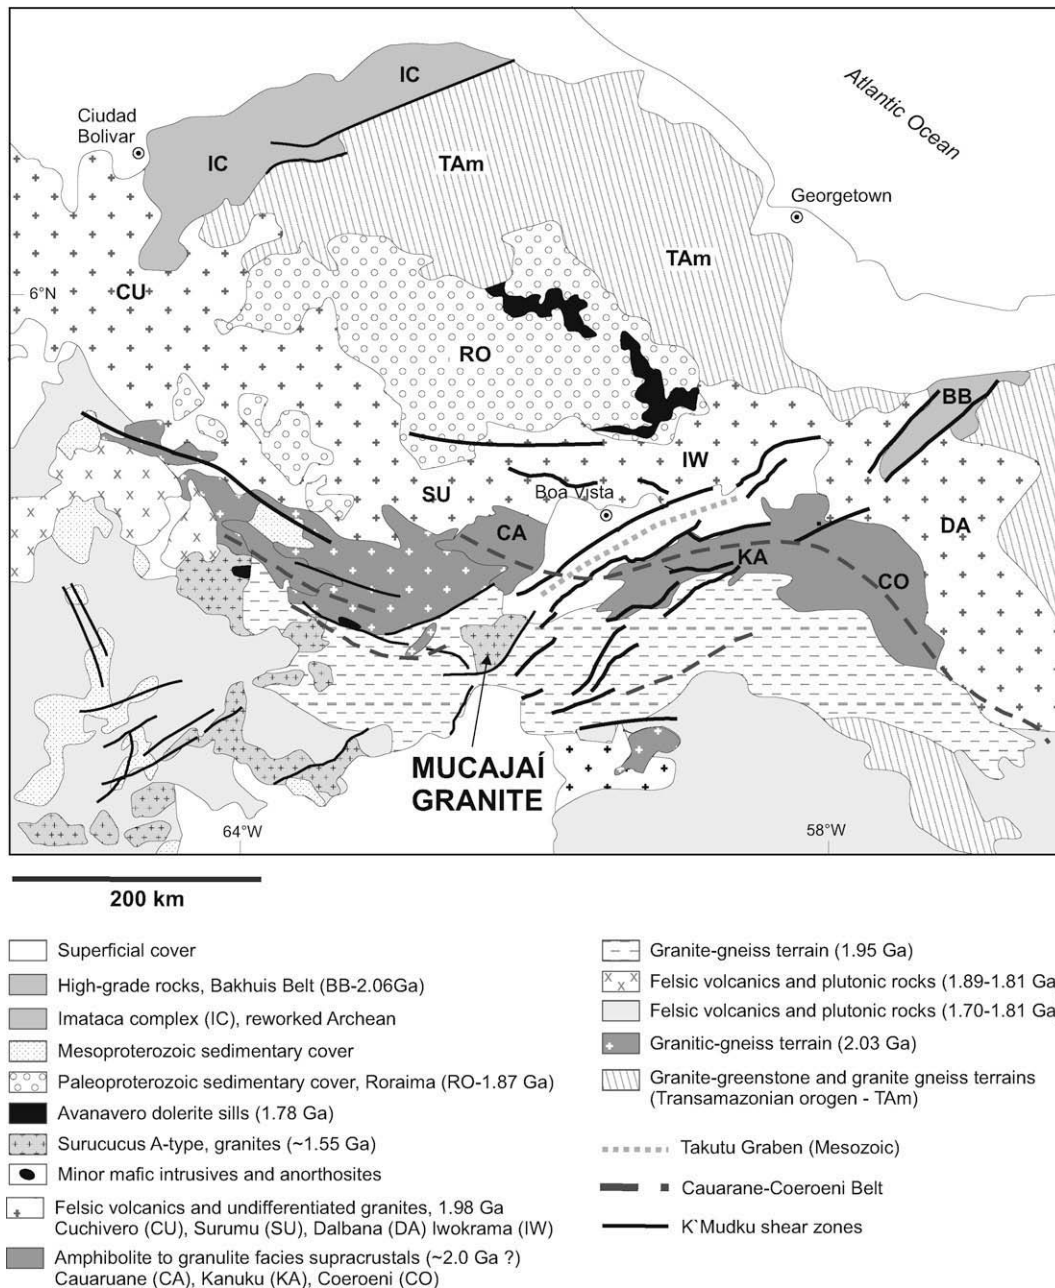 IC
Ciudad
Bolivar
Atlantic Ocean
IC
TAm
Georgetown
TAm
6°N
CU
RO
BB
IW
SU
Boa Vista
CA
DA
KA
CO
MUCAJAÍ
GRANITE
64°W
58°W
200 km
Superficial cover
High-grade rocks, Bakhuis Belt (BB-2.06Ga)
Imataca complex (IC), reworked Archean
Mesoproterozoic sedimentary cover
Paleoproterozoic sedimentary cover, Roraima (RO-1.87 Ga)
Avanavero dolerite sills (1.78 Ga)
Surucucus A-type, granites (~1.55 Ga)
Minor mafic intrusives and anorthosites
Felsic volcanics and undifferentiated granites, 1.98 Ga
Cuchivero (CU), Surumu (SU), Dalbana (DA) Iwokrama (IW)
Amphibolite to granulite facies supracrustals (~2.0 Ga ?)
Cauaruane (CA), Kanuku (KA), Coeroeni (CO)
Granite-gneiss terrain (1.95 Ga)
Felsic volcanics and plutonic rocks (1.89-1.81 Ga
Felsic volcanics and plutonic rocks (1.70-1.81 Ga
Granitic-gneiss terrain (2.03 Ga)
Granite-greenstone and granite gneiss terrains
(Transamazonian orogen - TAm)
Takutu Graben (Mesozoic)
Cauarane-Coeroeni Belt
K`Mudku shear zones